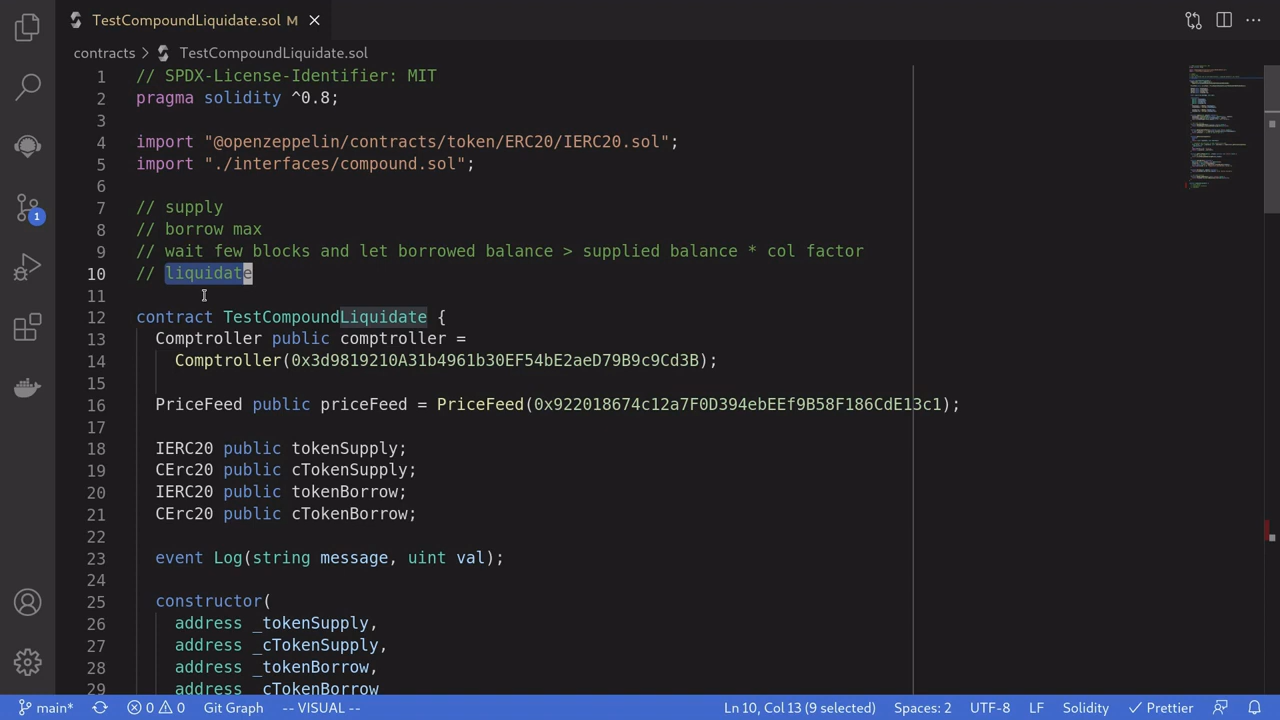 TestCompoundLiquidate.sol M
contracts > TestCompoundLiquidate.sol
1 // SPDX-License-Identifier: MIT
2 pragma solidity ^0.8;
3
4 import "@openzeppelin/contracts/token/ERC20/IERC20.sol";
5 import "./interfaces/compound.sol";
6
7 // supply
8 // borrow max
9 // wait few blocks and let borrowed balance > supplied balance * col factor
10 // liquidate
11
12 contract TestCompoundLiquidate {
13 Comptroller public comptroller =
14 Comptroller(0x3d9819210A31b4961b30EF54bE2aeD79B9c9Cd3B);
15
16 PriceFeed public priceFeed = PriceFeed(0x922018674c12a7F0D394ebEEf9B58F186CdE13c1);
17
18 IERC20 public tokenSupply;
19 CErc20 public cTokenSupply;
20 IERC20 public tokenBorrow;
21 CErc20 public cTokenBorrow;
22
23 event Log(string message, uint val);
24
25 constructor(
26 address _tokenSupply,
27 address _cTokenSupply,
28 address _tokenBorrow,
29 address _cTokenBorrow
1
main* 0 0 Git Graph -- VISUAL -- Ln 10, Col 13 (9 selected) Spaces: 2 UTF-8 LF Solidity Prettier